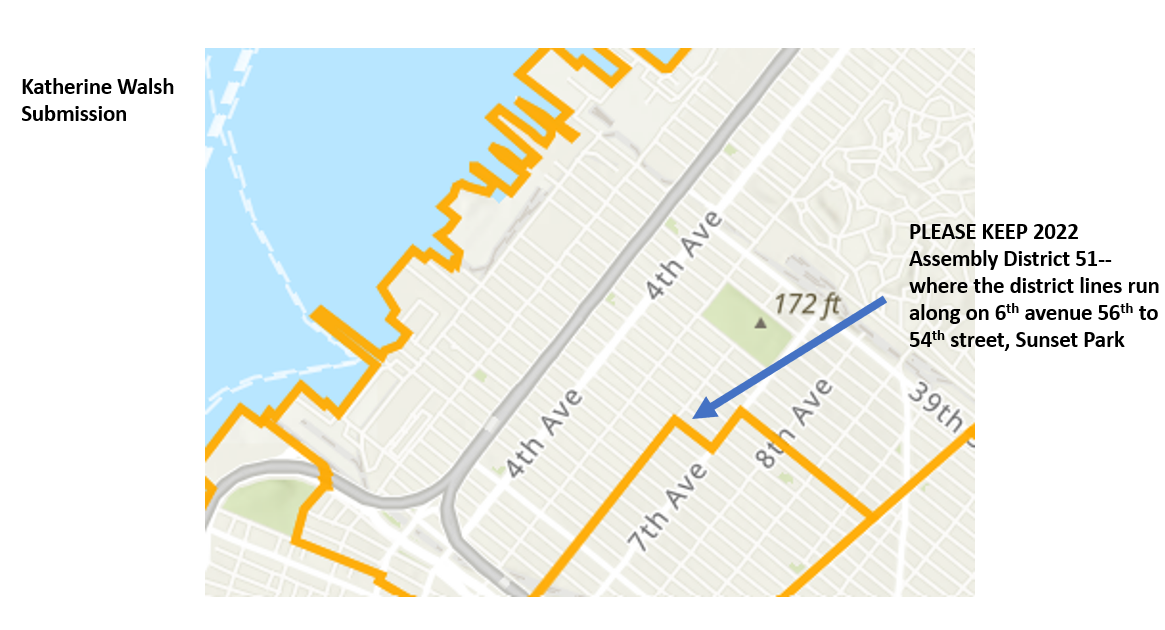 Katherine Walsh
Submission
PLEASE KEEP 2022
Assembly District 51--
where the district lines run
along on 6th avenue 56th to
54th street, Sunset Park
4th Ave
172 ft
4th Ave
8th Ave
39th
7th Ave